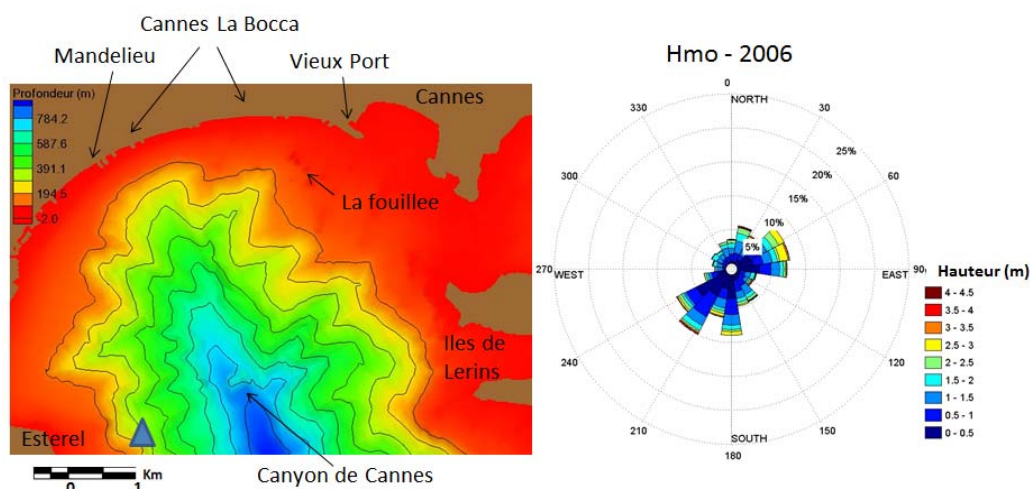 Cannes La Bocca
Mandelieu
Vieux Port
Cannes
Profondeur (m)
784.2
587.6
391.1
194.5
-2.0
La fouillee
Iles de
Lerins
Esterel
Canyon de Cannes
0 1 Km
Hmo - 2006
0
NORTH
330
30
25%
20%
15%
10%
5%
300
60
270
WEST
EAST
90
240
120
210
150
SOUTH
180
Hauteur (m)
4 - 4.5
3.5 - 4
3 - 3.5
2.5 - 3
2 - 2.5
1.5 - 2
1 - 1.5
0.5 - 1
0 - 0.5